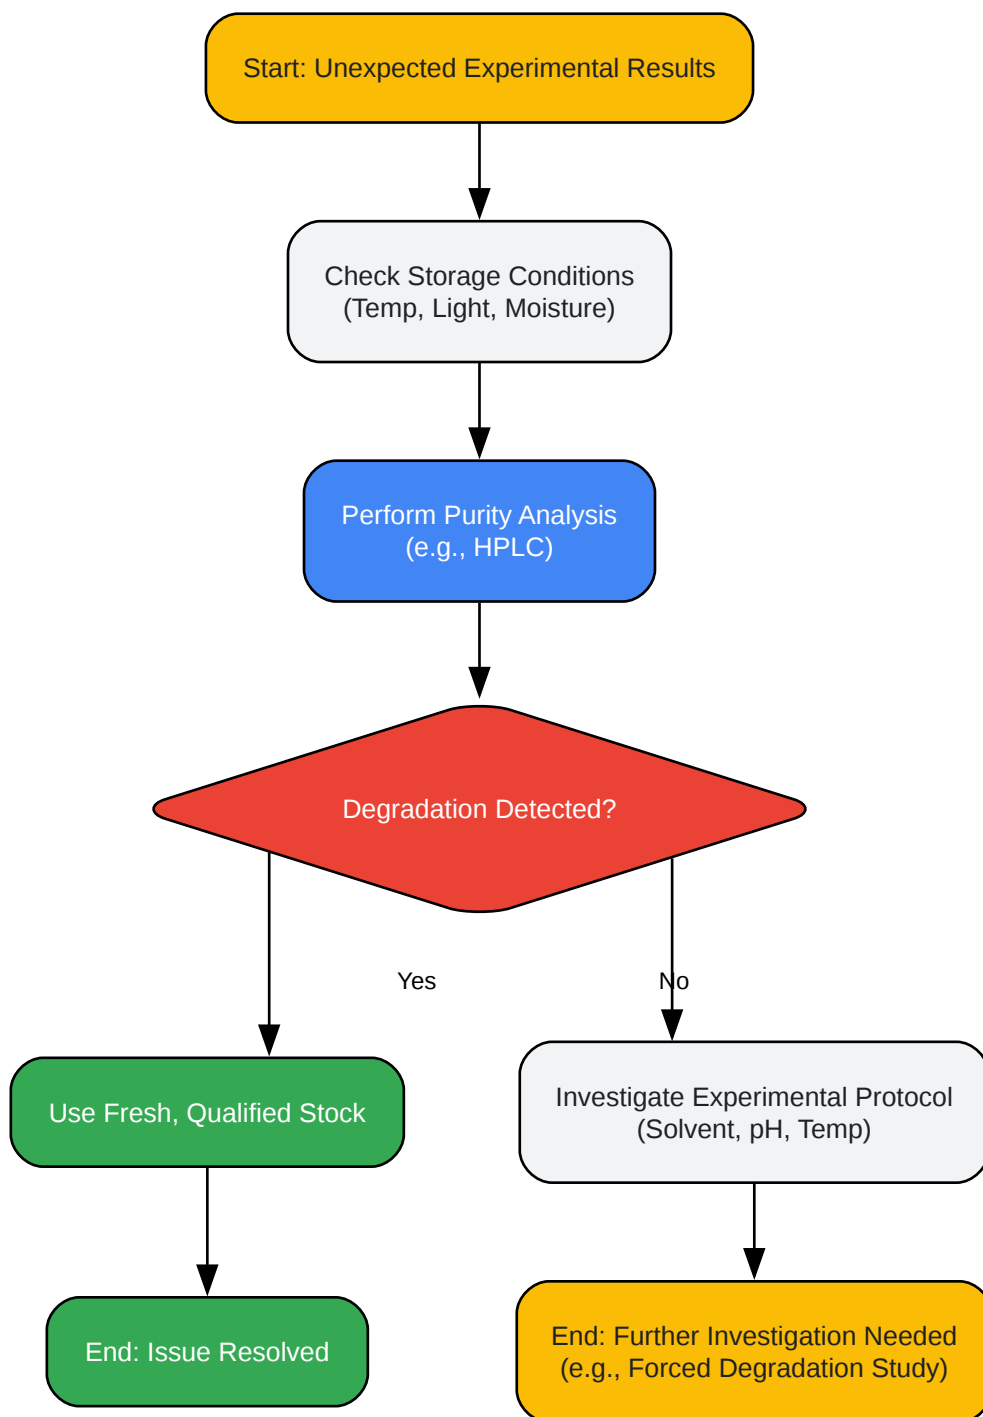 Start: Unexpected Experimental Results
Check Storage Conditions
(Temp, Light, Moisture)
Perform Purity Analysis
(e.g., HPLC)
Degradation Detected?
Yes
No
Use Fresh, Qualified Stock
Investigate Experimental Protocol
(Solvent, pH, Temp)
End: Issue Resolved
End: Further Investigation Needed
(e.g., Forced Degradation Study)